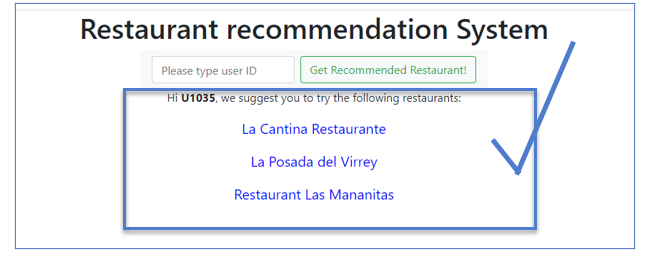 Restaurant recommendation System
Please type user ID Get Recommended Restaurant!
Hi U1035, we suggest you to try the following restaurants:
La Cantina Restaurante
La Posada del Virrey
Restaurant Las Mananitas